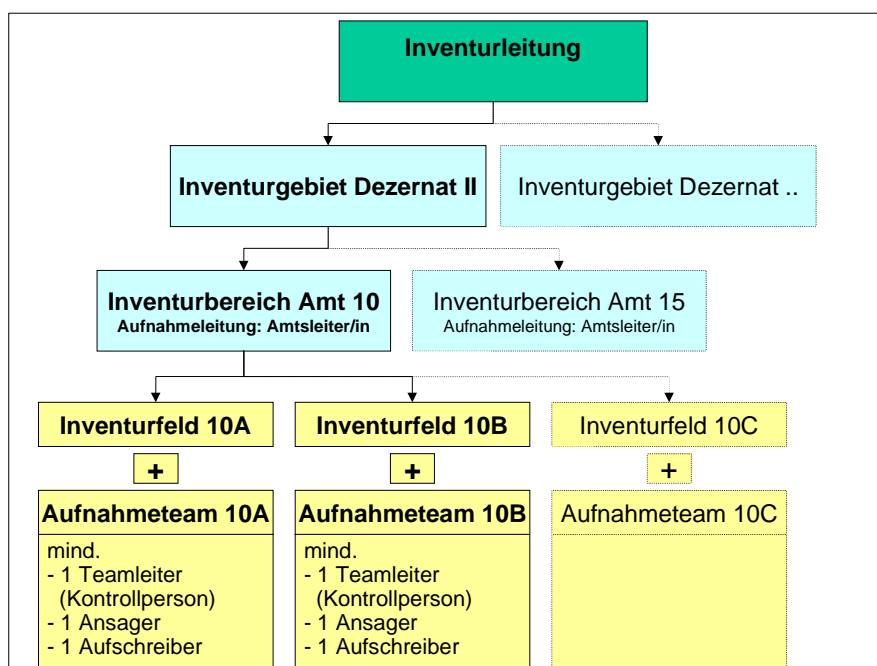 Inventurleitung
Inventurgebiet Dezernat II
Inventurgebiet Dezernat ..
Inventurbereich Amt 10
Aufnahmeleitung: Amtsleiter/in
Inventurbereich Amt 15
Aufnahmeleitung: Amtsleiter/in
Inventurfeld 10A
Inventurfeld 10B
Inventurfeld 10C
+
+
+
Aufnahmeteam 10A
mind.
- 1 Teamleiter
(Kontrollperson)
- 1 Ansager
- 1 Aufschreiber
Aufnahmeteam 10B
mind.
- 1 Teamleiter
(Kontrollperson)
- 1 Ansager
- 1 Aufschreiber
Aufnahmeteam 10C